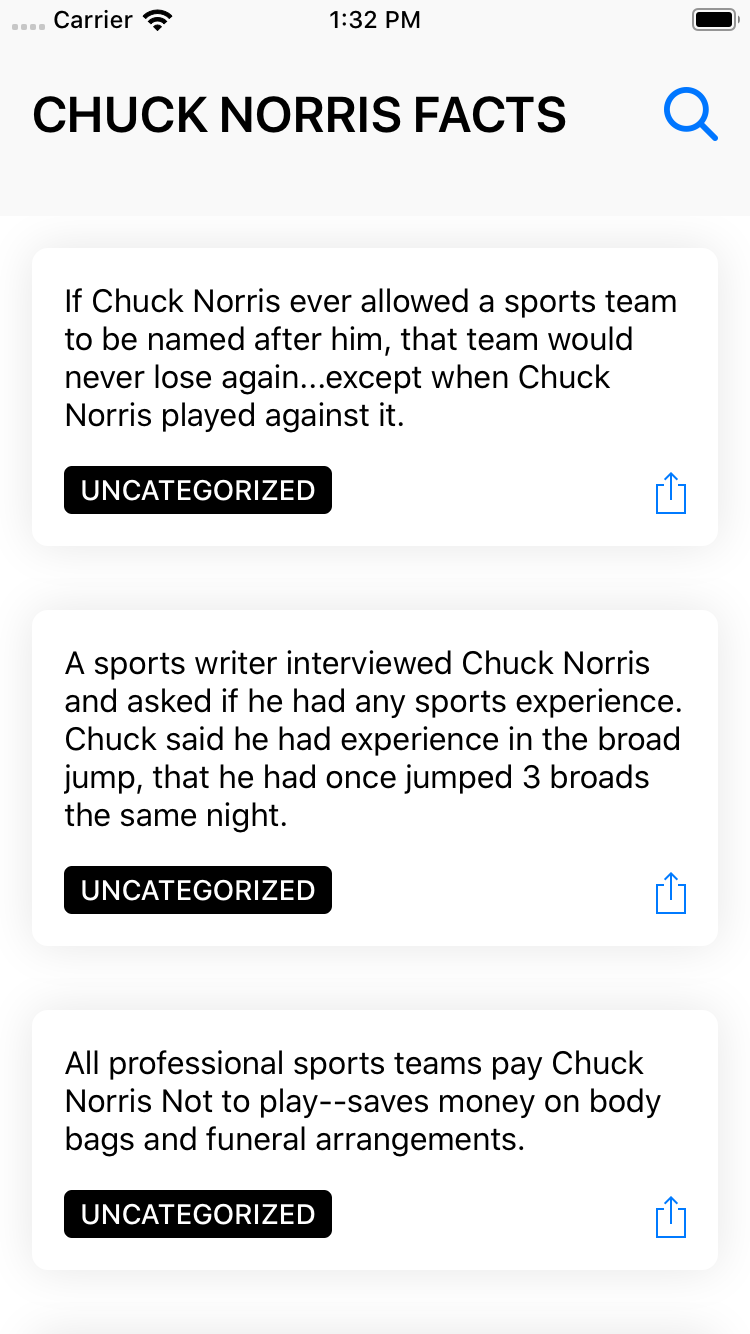 Carrier
1:32 PM
CHUCK NORRIS FACTS
If Chuck Norris ever allowed a sports team
to be named after him, that team would
never lose again...except when Chuck
Norris played against it.
UNCATEGORIZED
A sports writer interviewed Chuck Norris
and asked if he had any sports experience.
Chuck said he had experience in the broad
jump, that he had once jumped 3 broads
the same night.
UNCATEGORIZED
All professional sports teams pay Chuck
Norris Not to play--saves money on body
bags and funeral arrangements.
UNCATEGORIZED